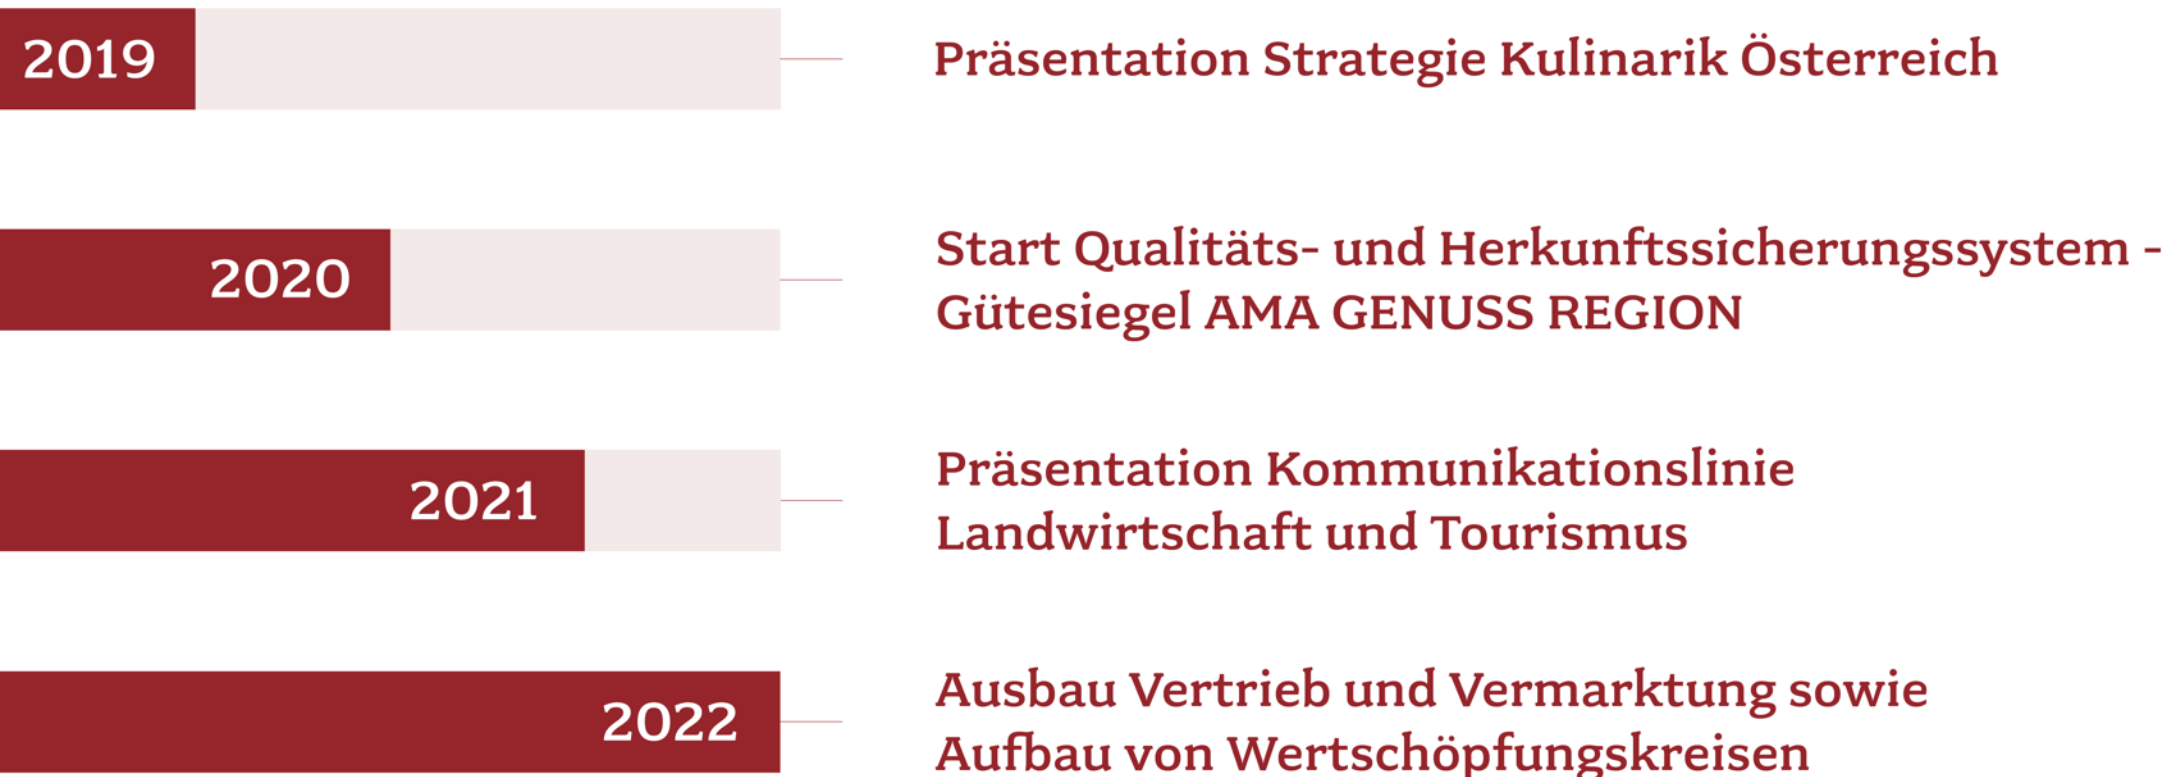 2019
Präsentation Strategie Kulinarik Österreich
2020
Start Qualitäts- und Herkunftssicherungssystem -
Gütesiegel AMA GENUSS REGION
2021
Präsentation Kommunikationslinie
Landwirtschaft und Tourismus
2022
Ausbau Vertrieb und Vermarktung sowie
Aufbau von Wertschöpfungskreisen